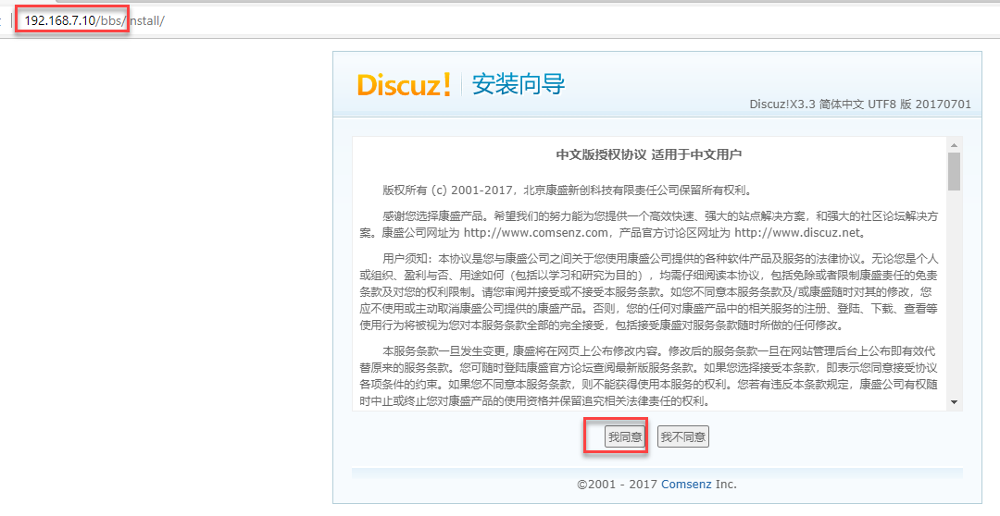 192.168.7.10/bbs/install/
Discuz! 安装向导
Discuz!X3.3 简体中文 UTF8 版 20170701
中文版授权协议 适用于中文用户
版权所有 (c) 2001-2017，北京康盛新创科技有限责任公司保留所有权利。
感谢您选择康盛产品。希望我们的努力能为您提供一个高效快速、强大的站点解决方案，和强大的社区论坛解决方
案。康盛公司网址为 http://www.comsenz.com，产品官方讨论区网址为 http://www.discuz.net。
用户须知：本协议是您与康盛公司之间关于您使用康盛公司提供的各种软件产品及服务的法律协议。无论您是个人
或组织、盈利与否、用途如何（包括以学习和研究为目的），均需仔细阅读本协议，包括免除或者限制康盛责任的免责
条款及对您的权利限制。请您审阅并接受或不接受本服务条款。如您不同意本服务条款及/或康盛随时对其的修改，您
应不使用或主动取消康盛公司提供的康盛产品。否则，您的任何对康盛产品中的相关服务的注册、登陆、下载、查看等
使用行为将被视为您对本服务条款全部的完全接受，包括接受康盛对服务条款随时所做的任何修改。
本服务条款一旦发生变更, 康盛将在网页上公布修改内容。修改后的服务条款一旦在网站管理后台上公布即有效代
替原来的服务条款。您可随时登陆康盛官方论坛查阅最新版服务条款。如果您选择接受本条款，即表示您同意接受协议
各项条件的约束。如果您不同意本服务条款，则不能获得使用本服务的权利。您若有违反本条款规定，康盛公司有权随
时中止或终止您对康盛产品的使用资格并保留追究相关法律责任的权利。
我同意 我不同意
©2001 - 2017 Comsenz Inc.